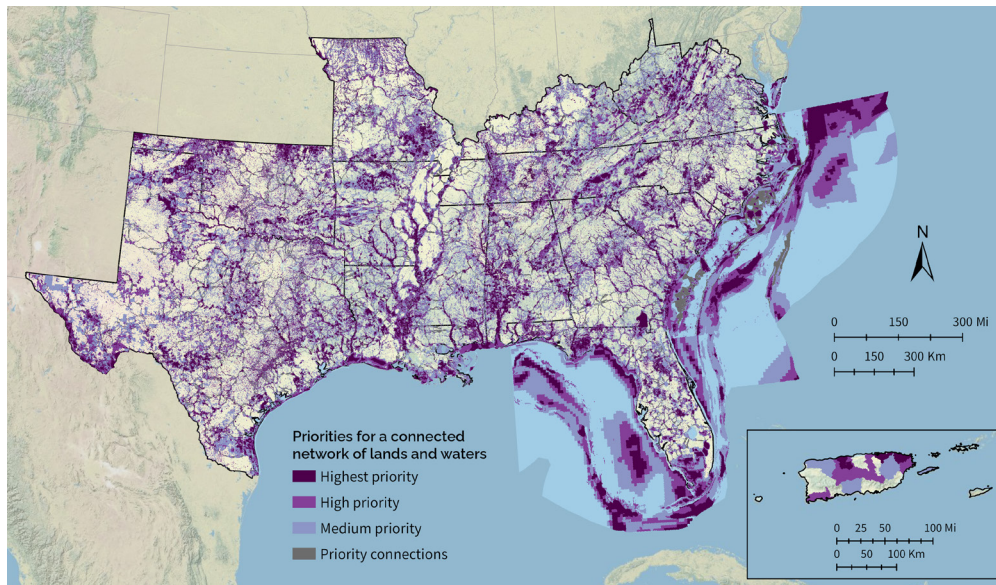 N
0 150 300 Mi
0 150 300 Km
Priorities for a connected
network of lands and waters
Highest priority
High priority
Medium priority
Priority connections
0 25 50 100 Mi
0 50 100 Km